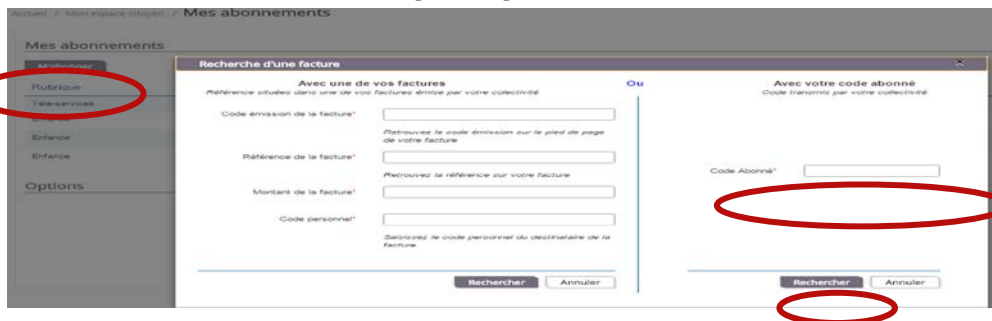 Accueil / Mon espace citoyen / Mes abonnements
Mes abonnements
M'abonner
Rubrique
Télé-services
Enfance
Enfance
Enfance
Options
Recherche d'une facture
Avec une de vos factures
Référence situées dans une de vos factures émise par votre collectivité
Code émission de la facture*
Retrouvez le code émission sur le pied de page
de votre facture
Référence de la facture*
Retrouvez la référence sur votre facture
Montant de la facture*
Code personnel*
Saisissez le code personnel du destinataire de la
facture
Rechercher Annuler
Ou
Avec votre code abonné
Code transmis par votre collectivité
Code Abonné*
Rechercher Annuler